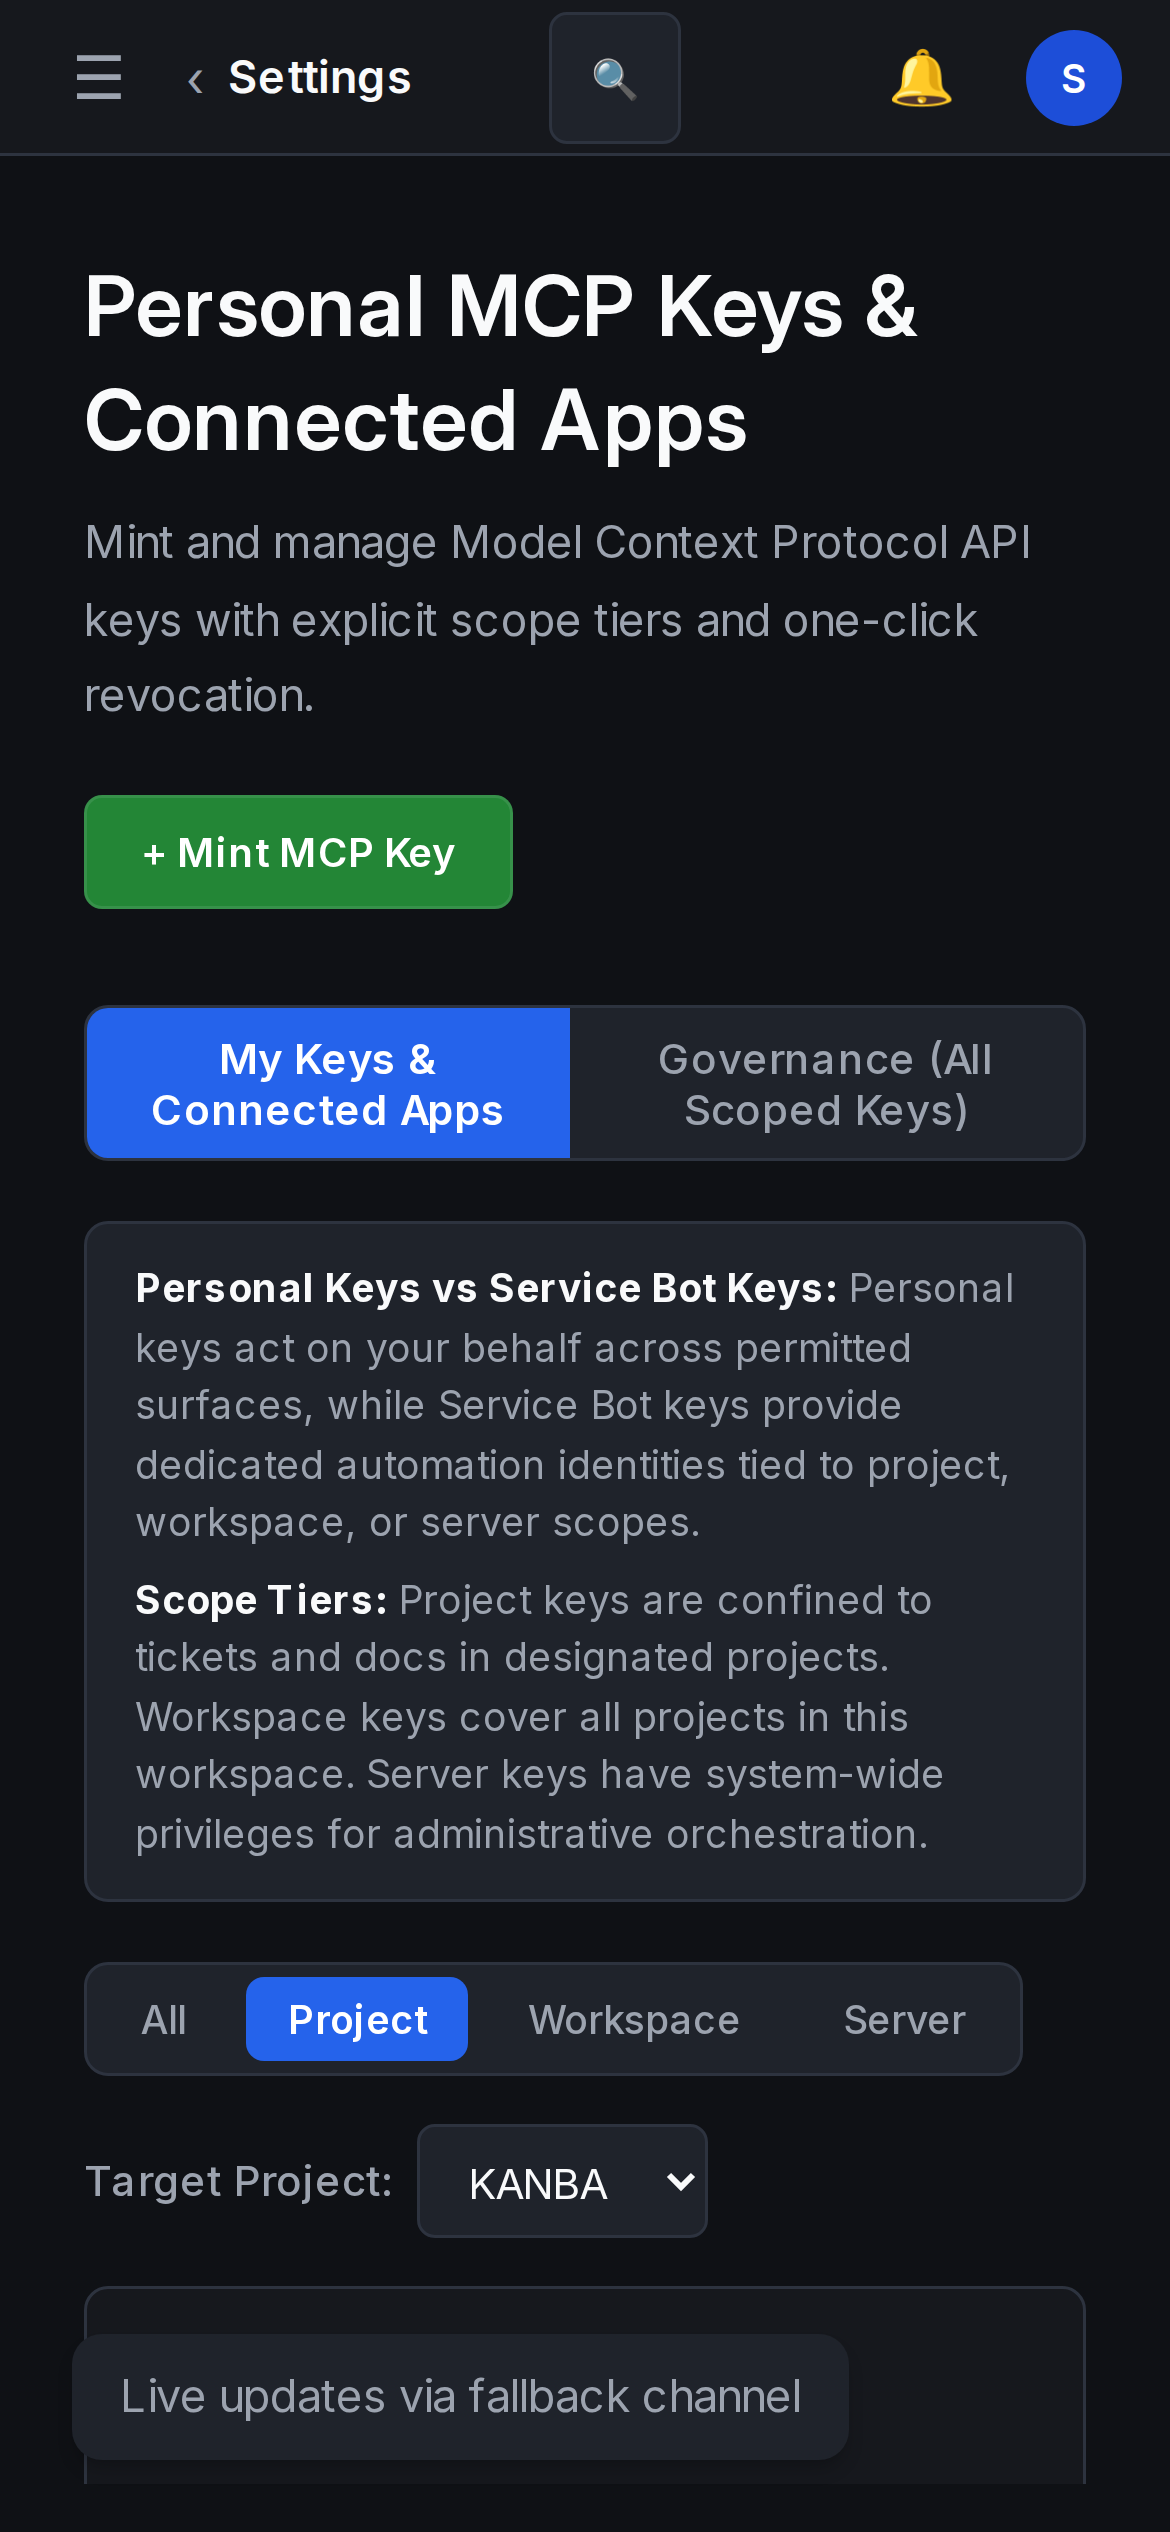 ☰ ‹ Settings 🔍 🔔 S
Personal MCP Keys &
Connected Apps
Mint and manage Model Context Protocol API
keys with explicit scope tiers and one-click
revocation.
+ Mint MCP Key
My Keys &
Connected Apps
Governance (All
Scoped Keys)
Personal Keys vs Service Bot Keys: Personal
keys act on your behalf across permitted
surfaces, while Service Bot keys provide
dedicated automation identities tied to project,
workspace, or server scopes.
Scope Tiers: Project keys are confined to
tickets and docs in designated projects.
Workspace keys cover all projects in this
workspace. Server keys have system-wide
privileges for administrative orchestration.
All Project Workspace Server
Target Project: KANBA
Live updates via fallback channel